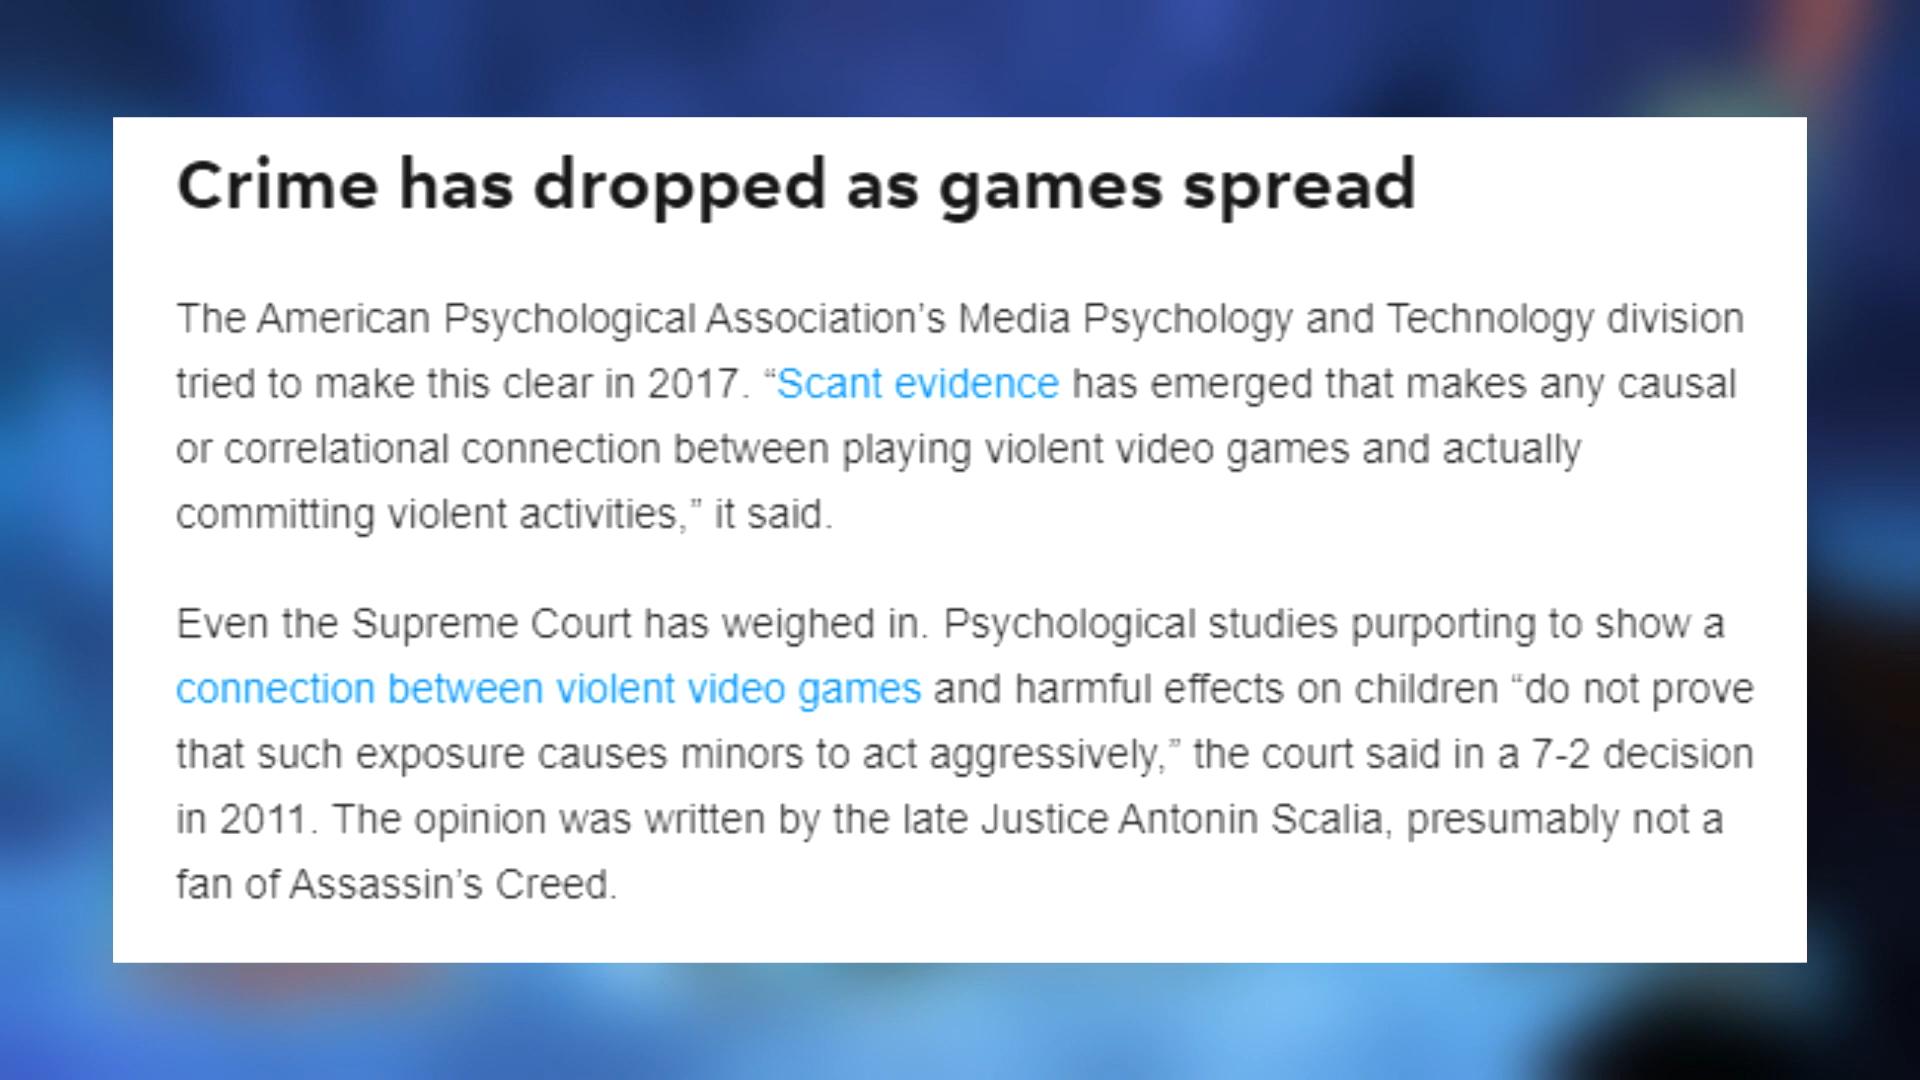 Crime has dropped as games spread
The American Psychological Association’s Media Psychology and Technology division
tried to make this clear in 2017. “Scant evidence has emerged that makes any causal
or correlational connection between playing violent video games and actually
committing violent activities,” it said.
Even the Supreme Court has weighed in. Psychological studies purporting to show a
connection between violent video games and harmful effects on children “do not prove
that such exposure causes minors to act aggressively,” the court said in a 7-2 decision
in 2011. The opinion was written by the late Justice Antonin Scalia, presumably not a
fan of Assassin’s Creed.